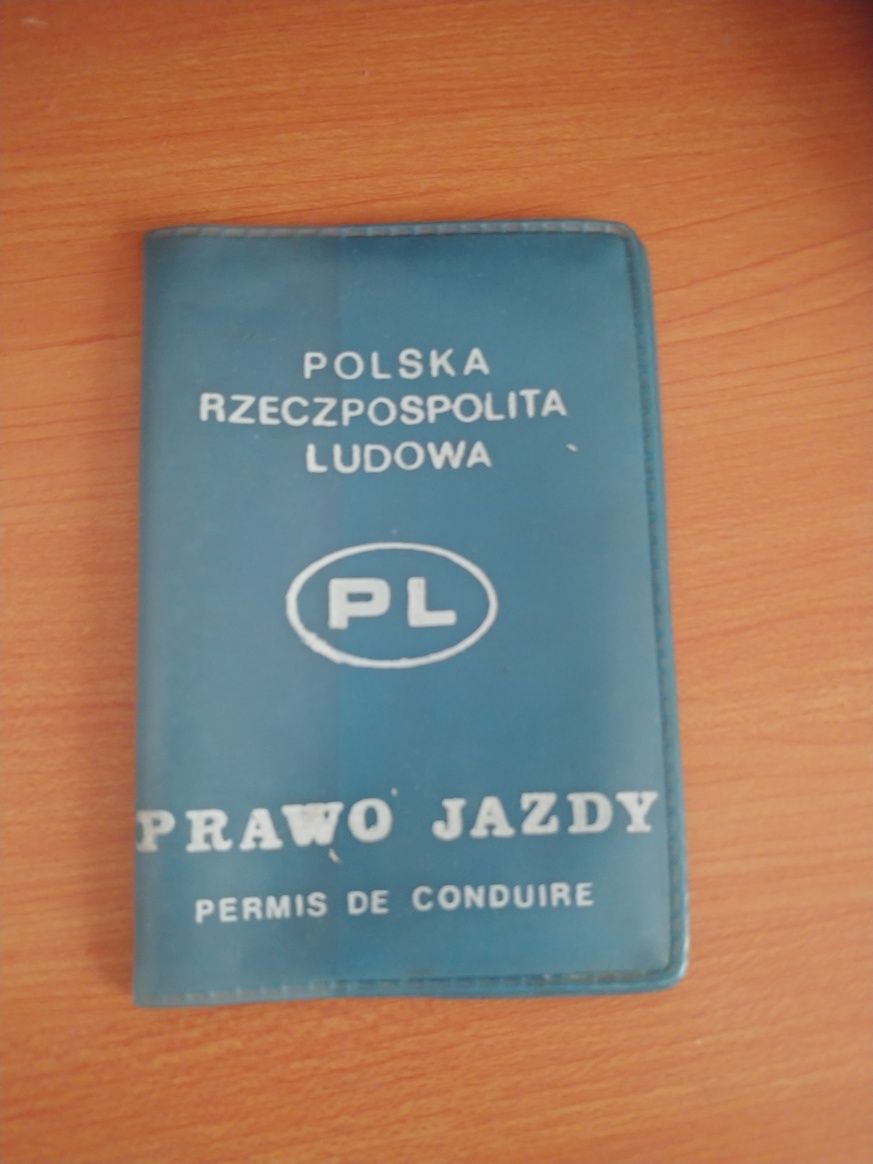 POLSKA
RZECZPOSPOLITA
LUDOWA
PL
PRAWO JAZDY
PERMIS DE CONDUIRE